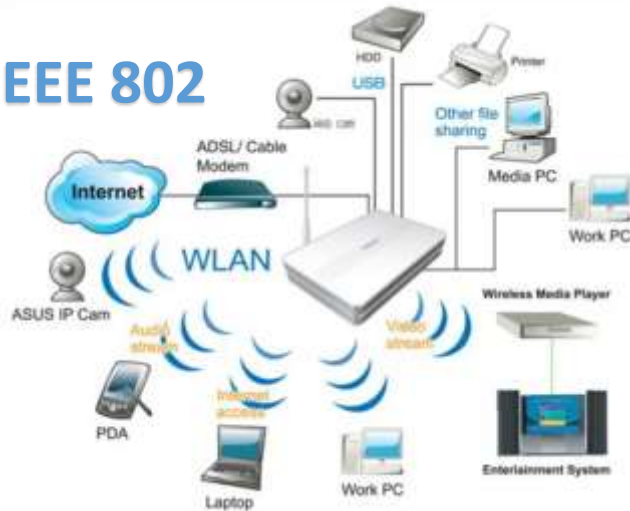 EEE 802
HDD
Printer
USB
Other file
sharing
ADSL/ Cable
Modem
Media PC
Internet
Work PC
WLAN
ASUS IP Cam
Wireless Media Player
Audio
stream
Video
stream
PDA
Internet
access
Laptop
Work PC
Entertainment System